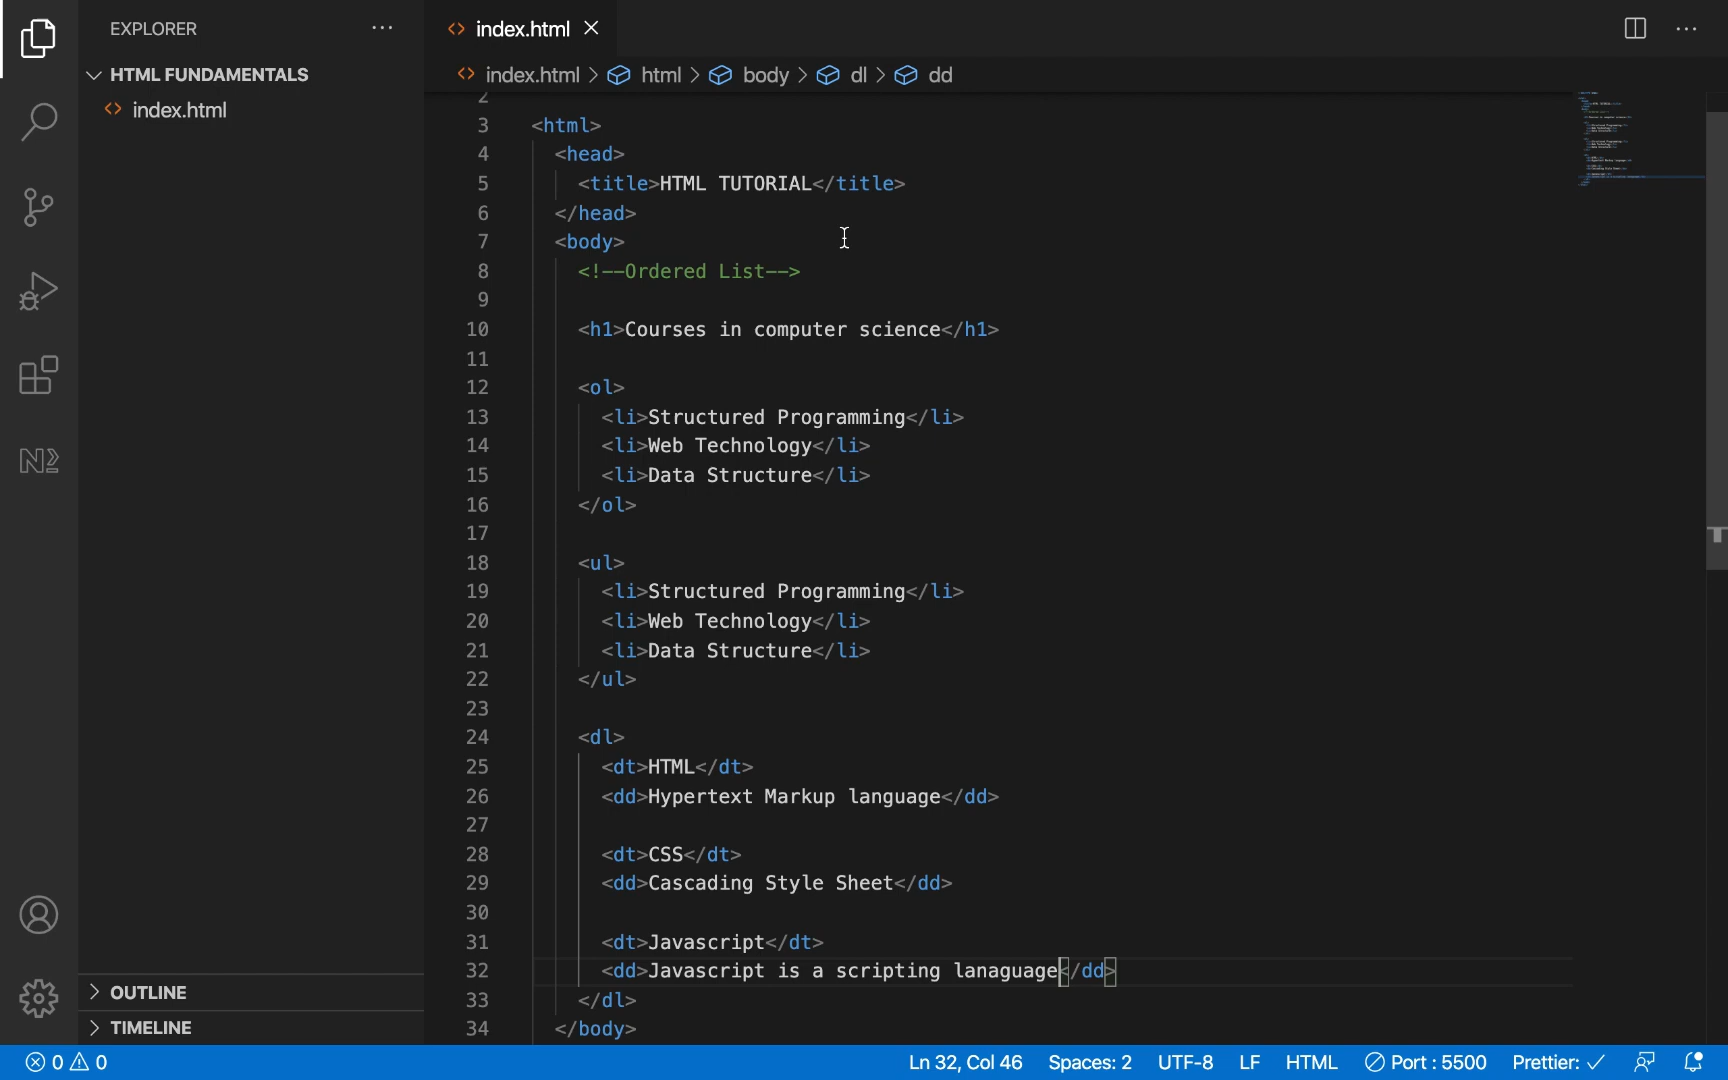 EXPLORER
HTML FUNDAMENTALS
index.html
OUTLINE
TIMELINE
index.html
index.html > html > body > dl > dd
2
3 <html>
4 <head>
5 <title>HTML TUTORIAL</title>
6 </head>
7 <body>
8 <!--Ordered List-->
9
10 <h1>Courses in computer science</h1>
11
12 <ol>
13 <li>Structured Programming</li>
14 <li>Web Technology</li>
15 <li>Data Structure</li>
16 </ol>
17
18 <ul>
19 <li>Structured Programming</li>
20 <li>Web Technology</li>
21 <li>Data Structure</li>
22 </ul>
23
24 <dl>
25 <dt>HTML</dt>
26 <dd>Hypertext Markup language</dd>
27
28 <dt>CSS</dt>
29 <dd>Cascading Style Sheet</dd>
30
31 <dt>Javascript</dt>
32 <dd>Javascript is a scripting lanaguage</dd>
33 </dl>
34 </body>
0 0 Ln 32, Col 46 Spaces: 2 UTF-8 LF HTML Port : 5500 Prettier: ✓